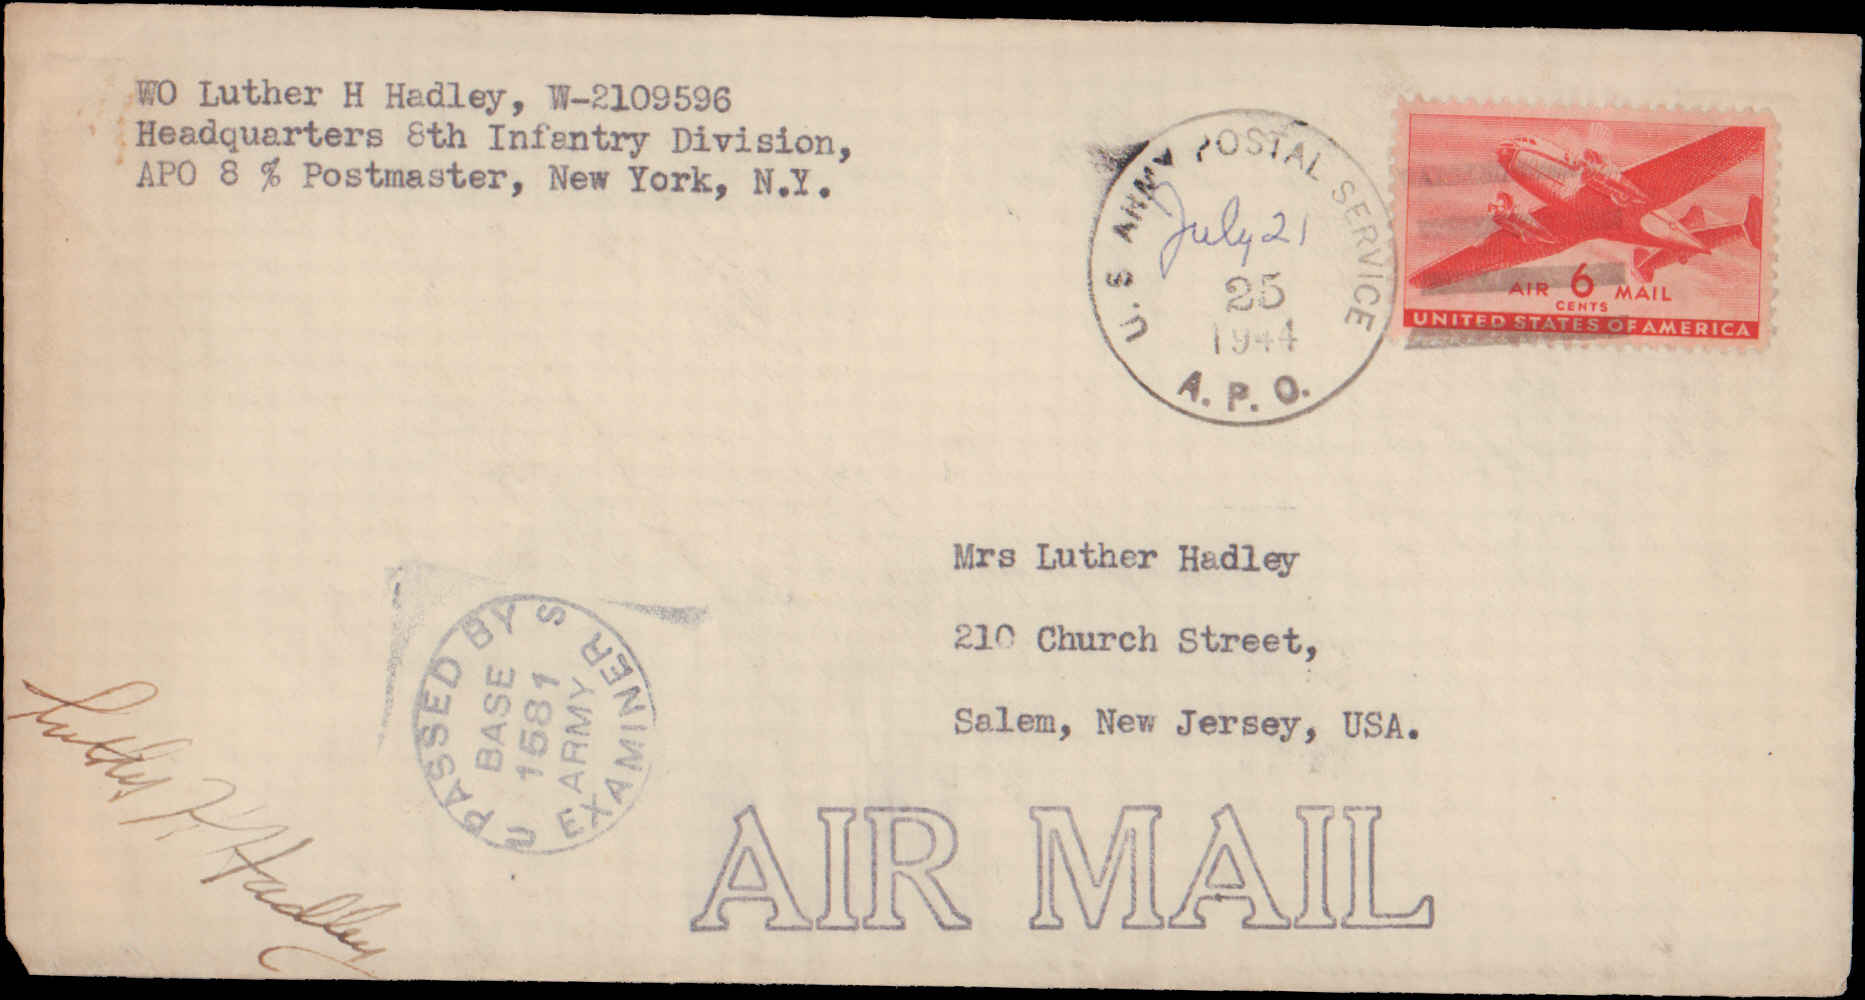 WO Luther H Hadley, W-2109596
Headquarters 8th Infantry Division,
APO 8 % Postmaster, New York, N.Y.
U.S ARMY POSTAL SERVICE
July 21
25
1944
A.P.O.
AIR 6 MAIL
CENTS
UNITED STATES OF AMERICA
Mrs Luther Hadley
210 Church Street,
Salem, New Jersey, USA.
PASSED BY
BASE
1581
ARMY
EXAMINER
U S
Luther H Hadley
AIR MAIL